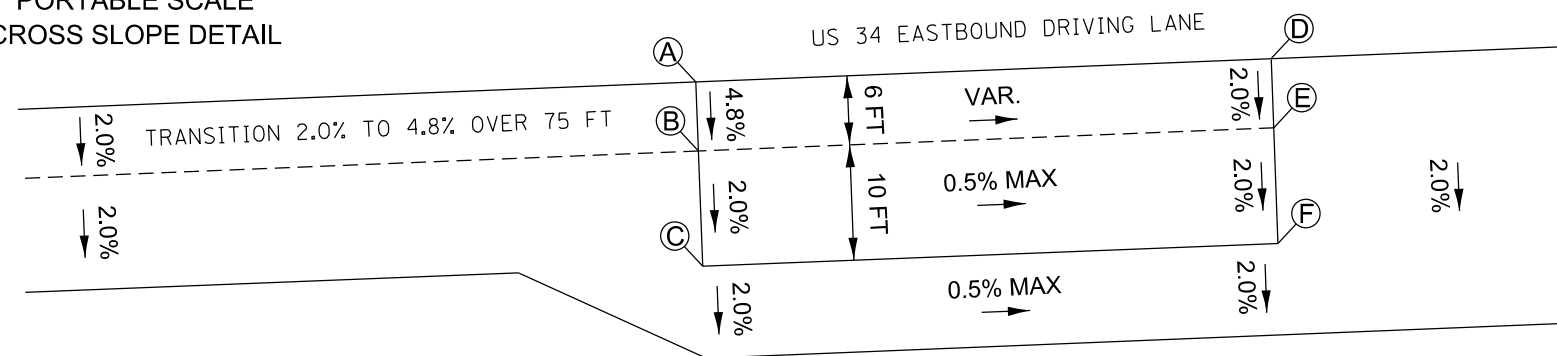 PORTABLE SCALE
CROSS SLOPE DETAIL
US 34 EASTBOUND DRIVING LANE
A
D
2.0%
TRANSITION 2.0% TO 4.8% OVER 75 FT
B
4.8%
6 FT
VAR.
2.0%
E
2.0%
2.0%
10 FT
0.5% MAX
2.0%
2.0%
C
F
2.0%
0.5% MAX
2.0%